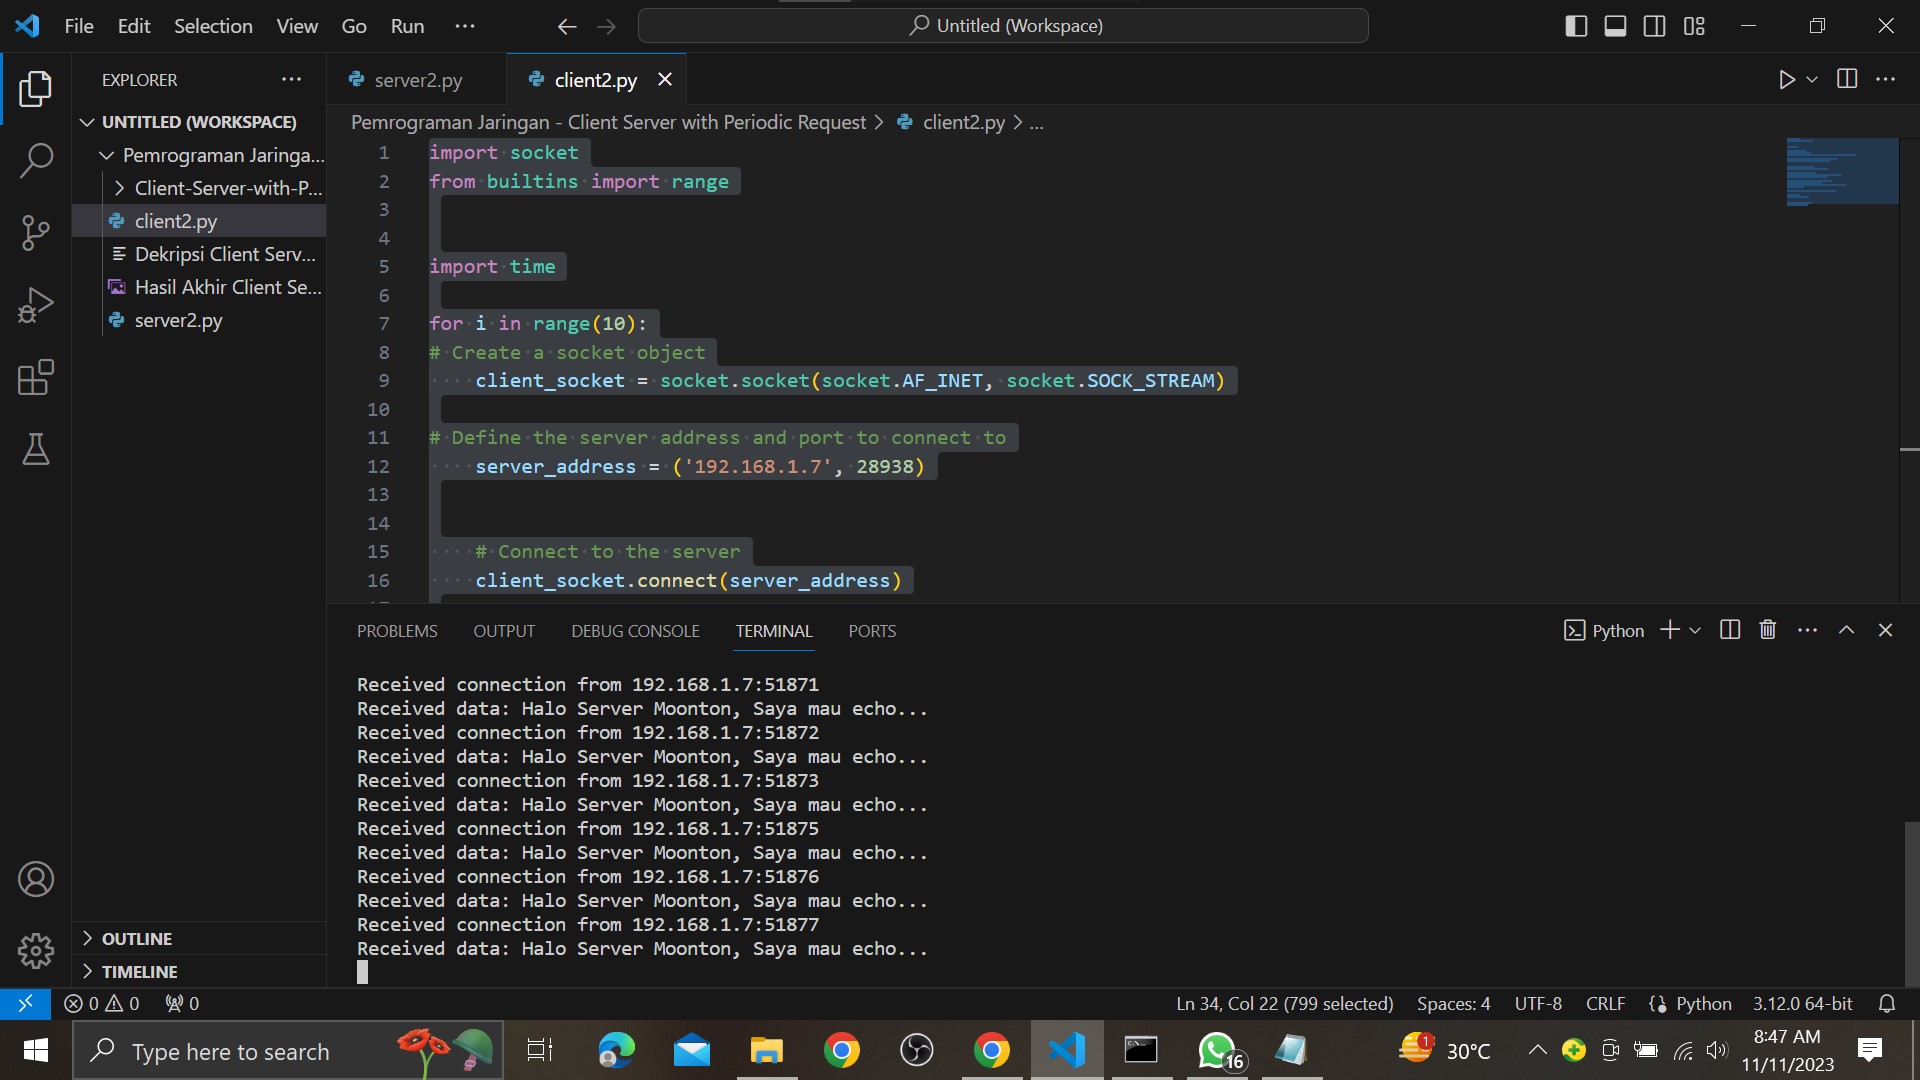 File Edit Selection View Go Run ···
Untitled (Workspace)
EXPLORER ···
UNTITLED (WORKSPACE)
Pemrograman Jaringa...
Client-Server-with-P...
client2.py
Dekripsi Client Serv...
Hasil Akhir Client Se...
server2.py
OUTLINE
TIMELINE
server2.py
client2.py
Pemrograman Jaringan - Client Server with Periodic Request > client2.py > ...
1 import socket
2 from builtins import range
3
4
5 import time
6
7 for i in range(10):
8 # Create a socket object
9     client_socket = socket.socket(socket.AF_INET, socket.SOCK_STREAM)
10
11 # Define the server address and port to connect to
12     server_address = ('192.168.1.7', 28938)
13
14
15     # Connect to the server
16     client_socket.connect(server_address)
PROBLEMS OUTPUT DEBUG CONSOLE TERMINAL PORTS
Python
Received connection from 192.168.1.7:51871
Received data: Halo Server Moonton, Saya mau echo...
Received connection from 192.168.1.7:51872
Received data: Halo Server Moonton, Saya mau echo...
Received connection from 192.168.1.7:51873
Received data: Halo Server Moonton, Saya mau echo...
Received connection from 192.168.1.7:51875
Received data: Halo Server Moonton, Saya mau echo...
Received connection from 192.168.1.7:51876
Received data: Halo Server Moonton, Saya mau echo...
Received connection from 192.168.1.7:51877
Received data: Halo Server Moonton, Saya mau echo...
0 0 0
Ln 34, Col 22 (799 selected) Spaces: 4 UTF-8 CRLF Python 3.12.0 64-bit
Type here to search
16
1
30°C
8:47 AM
11/11/2023